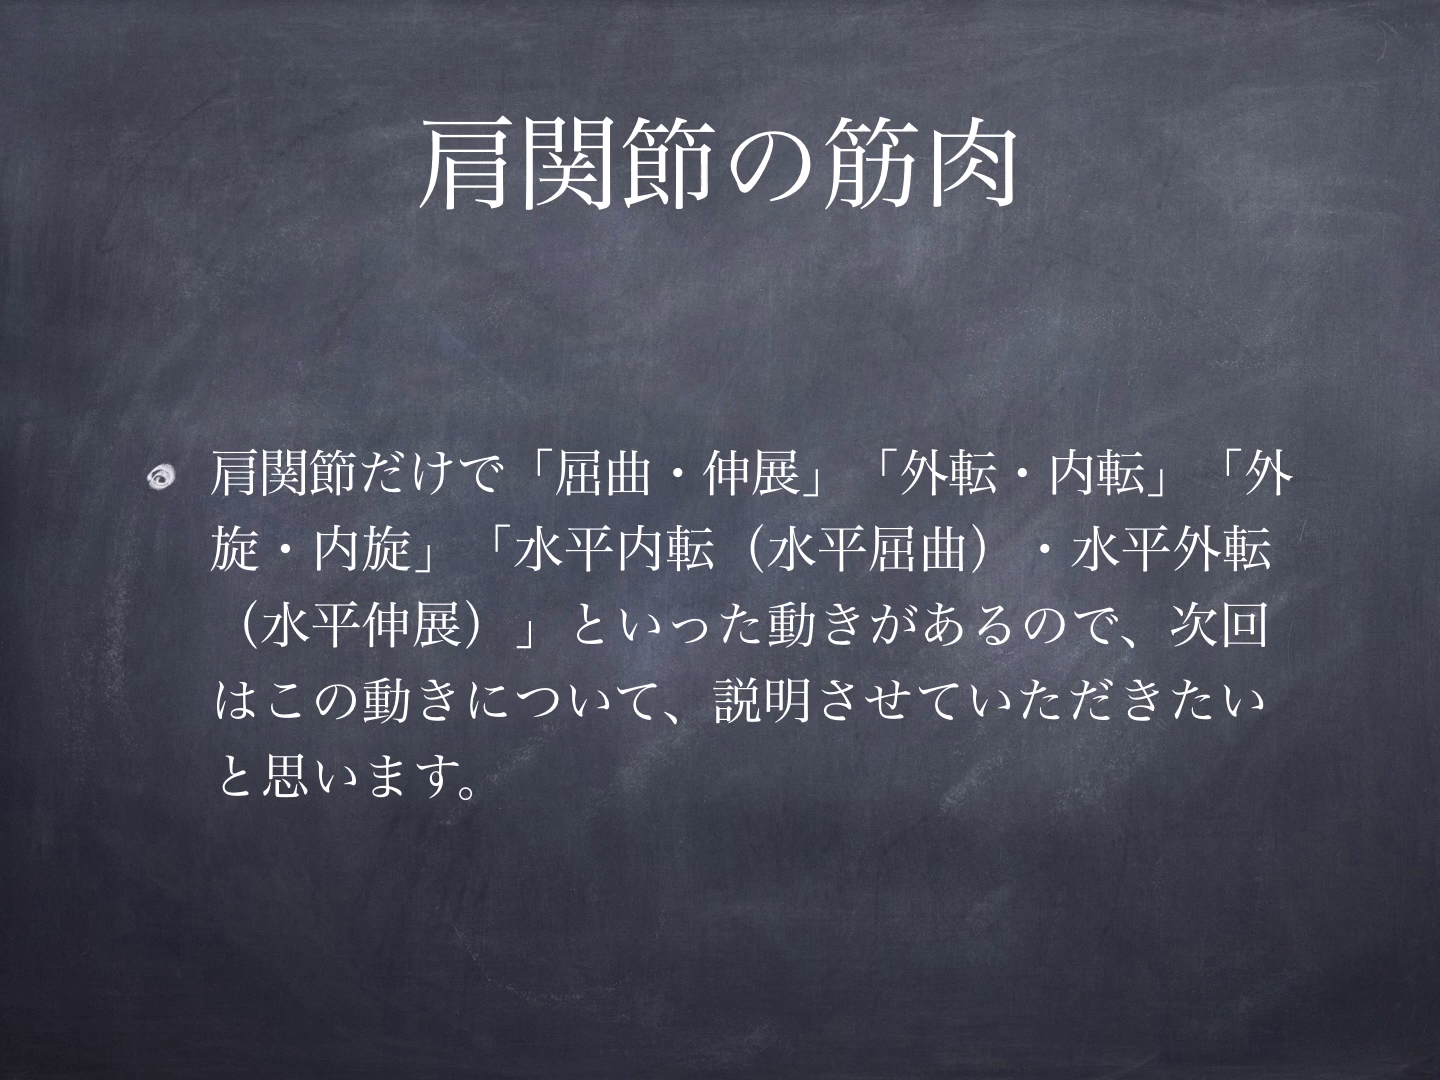 肩関節の筋肉
肩関節だけで「屈曲・伸展」「外転・内転」「外
旋・内旋」「水平内転（水平屈曲）・水平外転
（水平伸展）」といった動きがあるので、次回
はこの動きについて、説明させていただきたい
と思います。